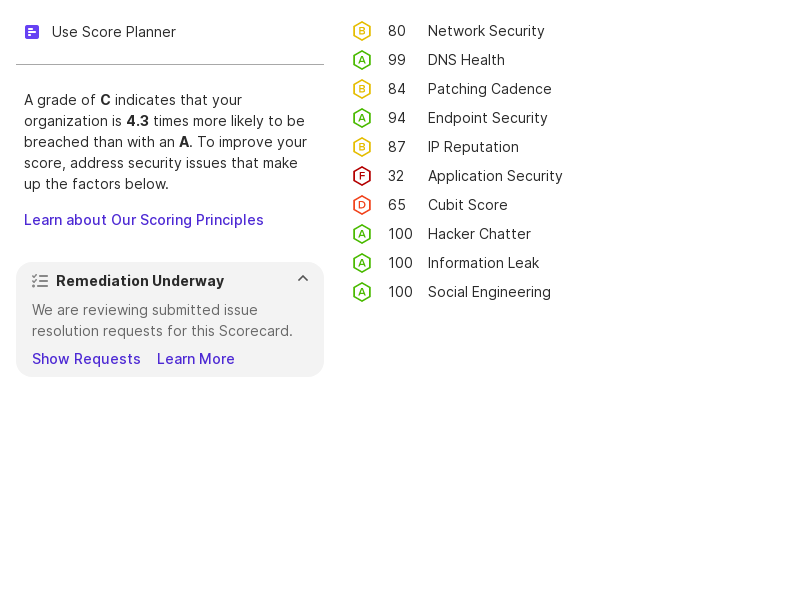 Use Score Planner
A grade of C indicates that your
organization is 4.3 times more likely to be
breached than with an A. To improve your
score, address security issues that make
up the factors below.
Learn about Our Scoring Principles
Remediation Underway
We are reviewing submitted issue
resolution requests for this Scorecard.
Show Requests Learn More
B 80 Network Security
A 99 DNS Health
B 84 Patching Cadence
A 94 Endpoint Security
B 87 IP Reputation
F 32 Application Security
D 65 Cubit Score
A 100 Hacker Chatter
A 100 Information Leak
A 100 Social Engineering